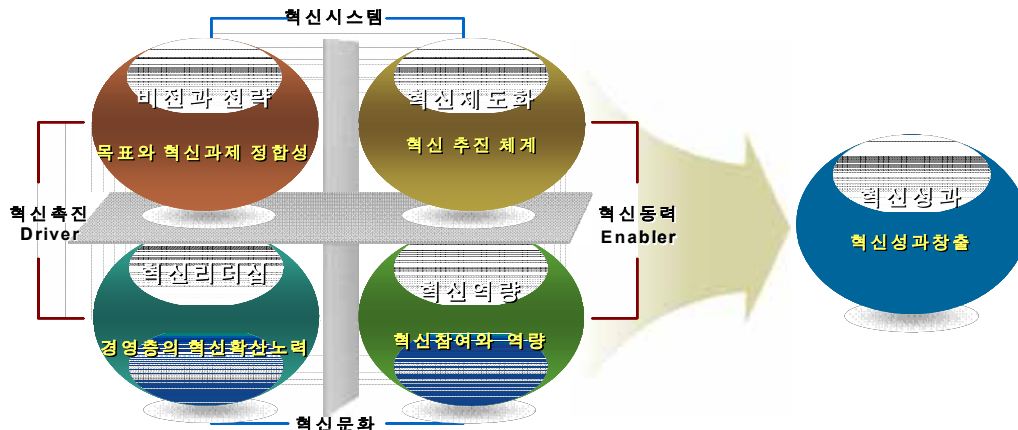 혁신시스템
비전과 전략
목표와 혁신과제 정합성
혁신제도화
혁신 추진 체계
혁신촉진
Driver
혁신동력
Enabler
혁신리더십
경영층의 혁신확산노력
혁신역량
혁신참여와 역량
혁신문화
혁신성과
혁신성과창출